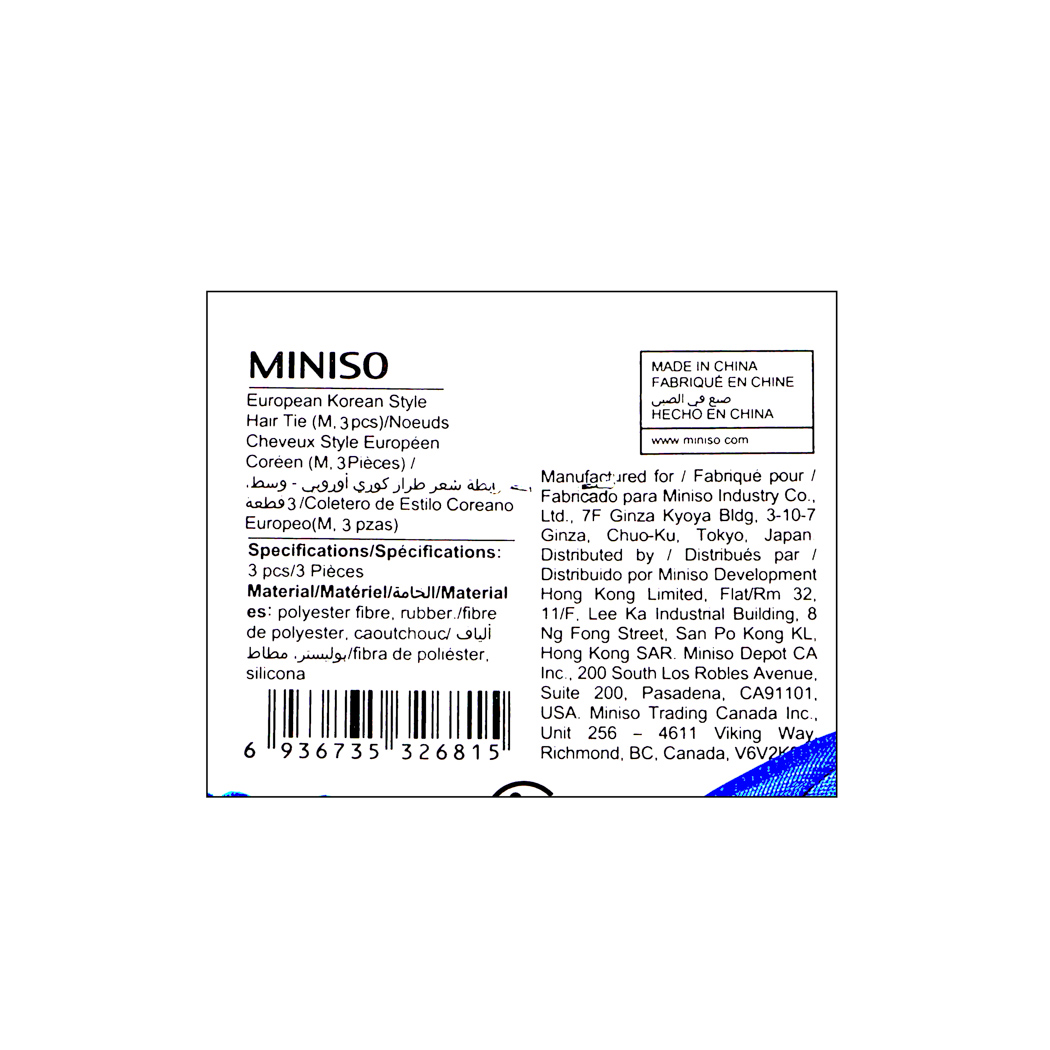 MINISO
European Korean Style
Hair Tie (M, 3pcs)/Noeuds
Cheveux Style Européen
Coréen (M, 3Pièces) /
رابطة شعر طراز كوري أوروبي - وسط،
3 قطعة/Coletero de Estilo Coreano
Europeo(M, 3 pzas)
Specifications/Spécifications:
3 pcs/3 Pièces
Material/Matériel/الخامة/Material
es: polyester fibre, rubber./fibre
de polyester, caoutchouc/ ألياف
بوليستر، مطاط/fibra de poliéster,
silicona
6 936735 326815
MADE IN CHINA
FABRIQUÉ EN CHINE
صنع في الصين
HECHO EN CHINA
www.miniso.com
Manufactured for / Fabriqué pour /
Fabricado para Miniso Industry Co.,
Ltd., 7F Ginza Kyoya Bldg, 3-10-7
Ginza, Chuo-Ku, Tokyo, Japan
Distributed by / Distribués par /
Distribuido por Miniso Development
Hong Kong Limited, Flat/Rm 32,
11/F, Lee Ka Industrial Building, 8
Ng Fong Street, San Po Kong KL,
Hong Kong SAR. Miniso Depot CA
Inc., 200 South Los Robles Avenue,
Suite 200, Pasadena, CA91101,
USA. Miniso Trading Canada Inc.,
Unit 256 – 4611 Viking Way,
Richmond, BC, Canada,